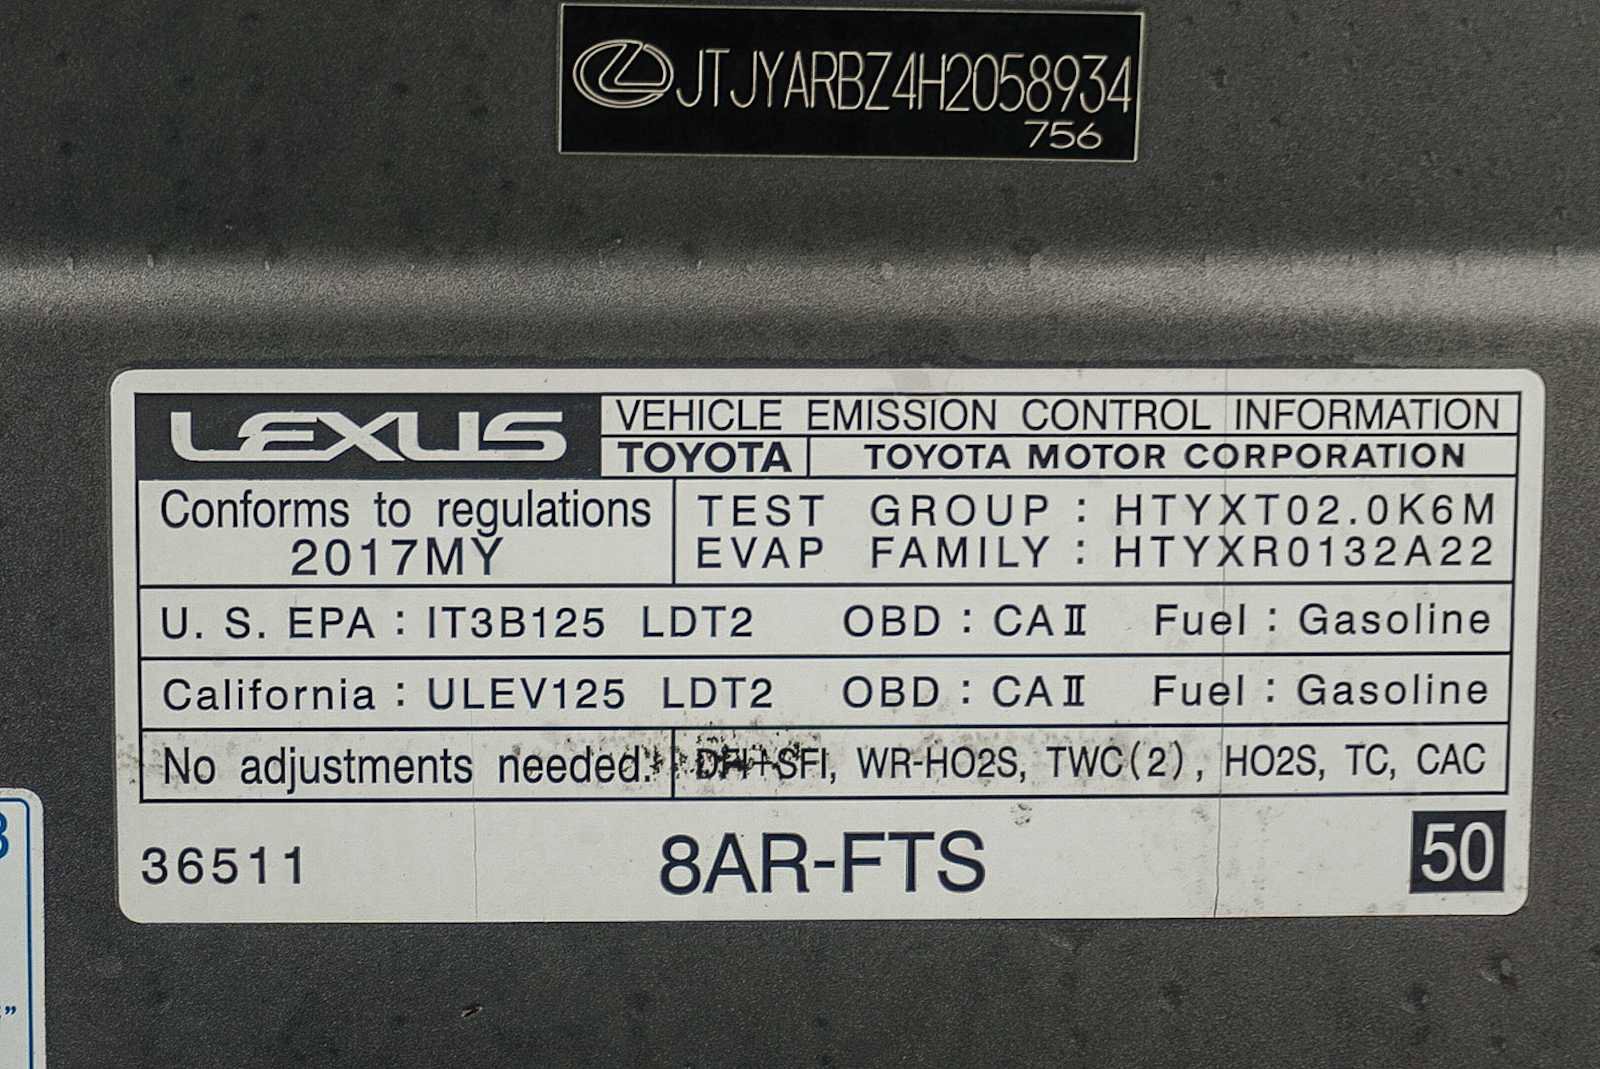 JTJYARBZ4H2058934
756
LEXUS
VEHICLE EMISSION CONTROL INFORMATION
TOYOTA TOYOTA MOTOR CORPORATION
Conforms to regulations
2017MY
TEST GROUP : HTYXT02.0K6M
EVAP FAMILY : HTYXR0132A22
U. S. EPA : IT3B125 LDT2 OBD : CAⅡ Fuel : Gasoline
California : ULEV125 LDT2 OBD : CAⅡ Fuel : Gasoline
No adjustments needed. DFI+SFI, WR-HO2S, TWC(2), HO2S, TC, CAC
36511 8AR-FTS 50